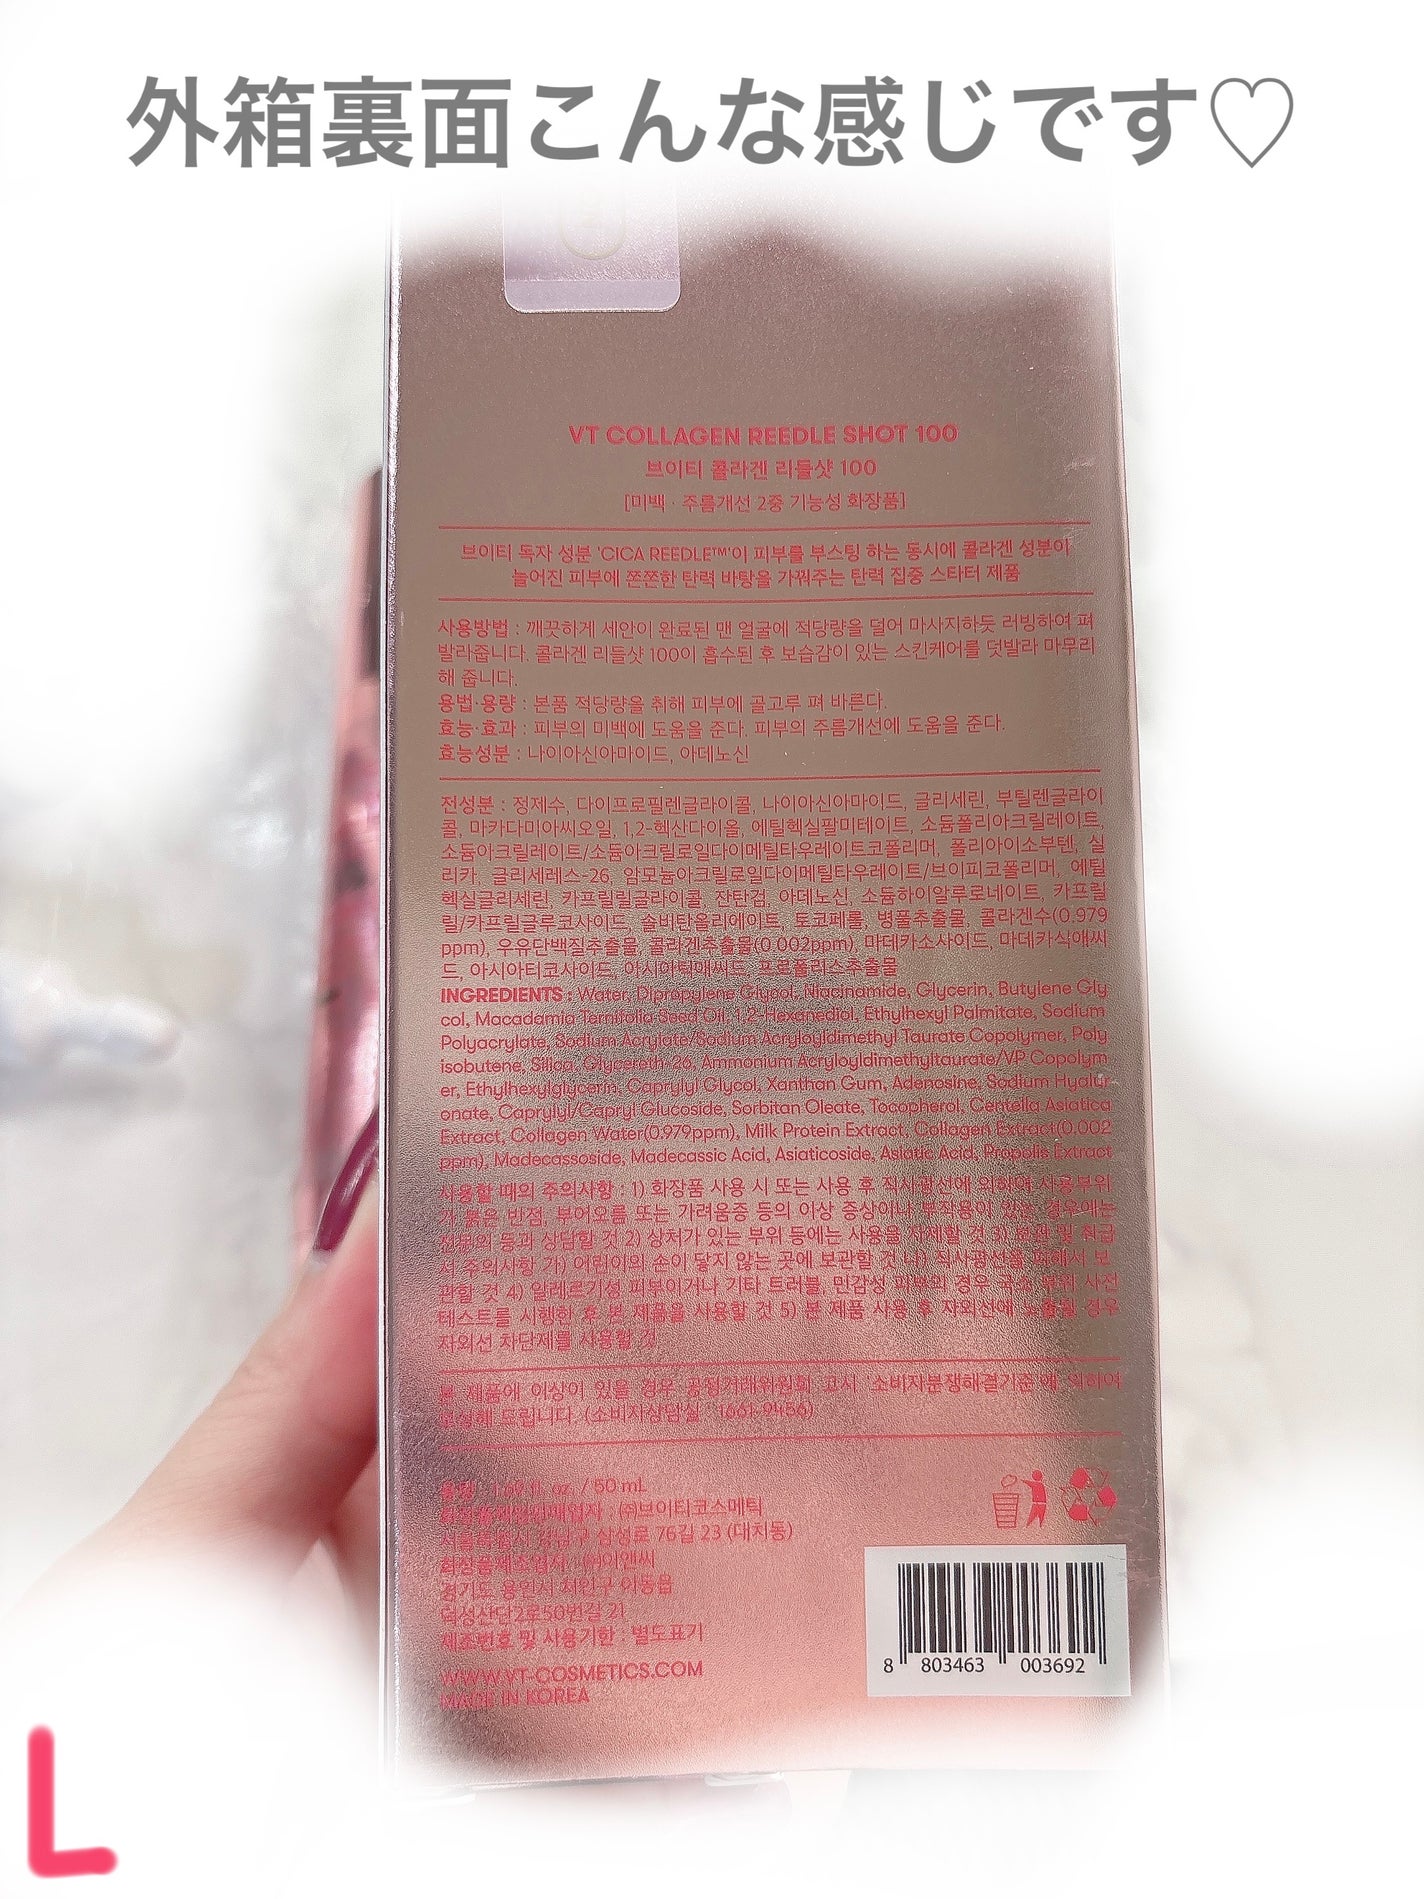 外箱裏面こんな感じです♡
VT COLLAGEN REEDLE SHOT 100
브이티 콜라겐 리들샷 100
[미백 · 주름개선 2중 기능성 화장품]
브이티 독자 성분 'CICA REEDLE™'이 피부를 부스팅 하는 동시에 콜라겐 성분이
늘어진 피부에 쫀쫀한 탄력 바탕을 가꿔주는 탄력 집중 스타터 제품
사용방법 : 깨끗하게 세안이 완료된 맨 얼굴에 적당량을 덜어 마사지하듯 러빙하여 펴
발라줍니다. 콜라겐 리들샷 100이 흡수된 후 보습감이 있는 스킨케어를 덧발라 마무리
해 줍니다.
용법·용량 : 본품 적당량을 취해 피부에 골고루 펴 바른다.
효능·효과 : 피부의 미백에 도움을 준다. 피부의 주름개선에 도움을 준다.
효능성분 : 나이아신아마이드, 아데노신
전성분 : 정제수, 다이프로필렌글라이콜, 나이아신아마이드, 글리세린, 부틸렌글라이
콜, 마카다미아씨오일, 1,2-헥산다이올, 에틸헥실팔미테이트, 소듐폴리아크릴레이트,
소듐아크릴레이트/소듐아크릴로일다이메틸타우레이트코폴리머, 폴리아이소부텐, 실
리카, 글리세레스-26, 암모늄아크릴로일다이메틸타우레이트/브이피코폴리머, 에틸
헥실글리세린, 카프릴릴글라이콜, 잔탄검, 아데노신, 소듐하이알루로네이트, 카프릴
릴/카프릴글루코사이드, 솔버탄올리에이트, 토코페롤, 병풀추출물, 콜라겐수(0.979
ppm), 우유단백질추출물, 콜라겐추출물(0.002ppm), 마데카소사이드, 마데카식애씨
드, 아시아티코사이드, 아시아틱애씨드, 프로폴리스추출물
INGREDIENTS : Water, Dipropylene Glycol, Niacinamide, Glycerin, Butylene Gly
col, Macadamia Ternifolia Seed Oil, 1,2-Hexanediol, Ethylhexyl Palmitate, Sodium
Polyacrylate, Sodium Acrylate/Sodium Acryloyldimethyl Taurate Copolymer, Poly
isobutene, Silica, Glycereth-26, Ammonium Acryloyldimethyltaurate/VP Copolym
er, Ethylhexylglycerin, Caprylyl Glycol, Xanthan Gum, Adenosine, Sodium Hyalur
onate, Caprylyl/Capryl Glucoside, Sorbitan Oleate, Tocopherol, Centella Asiatica
Extract, Collagen Water(0.979ppm), Milk Protein Extract, Collagen Extract(0.002
ppm), Madecassoside, Madecassic Acid, Asiaticoside, Asiatic Acid, Propolis Extract
사용할 때의 주의사항 : 1) 화장품 사용 시 또는 사용 후 직사광선에 의하여 사용부위
가 붉은 반점, 부어오름 또는 가려움증 등의 이상 증상이나 부작용이 있는 경우에는
전문의 등과 상담할 것 2) 상처가 있는 부위 등에는 사용을 자제할 것 3) 보관 및 취급
시 주의사항 가) 어린이의 손이 닿지 않는 곳에 보관할 것 나) 직사광선을 피해서 보
관할 것 4) 알레르기성 피부이거나 기타 트러블, 민감성 피부의 경우 국소 부위 사전
테스트를 시행한 후 본 제품을 사용할 것 5) 본 제품 사용 후 자외선에 노출될 경우
자외선 차단제를 사용할 것
본 제품에 이상이 있을 경우 공정거래위원회 고시 소비자분쟁해결기준에 의하여
보상해 드립니다. (소비자상담실 : 1661-9456)
용량 : 1.69 fl. oz. / 50 mL
화장품책임판매업자 : ㈜브이티코스메틱
서울특별시 강남구 삼성로 76길 23 (대치동)
화장품제조업자 : ㈜이앤씨
경기도 용인시 처인구 이동읍
덕성산단2로50번길 21
제조번호 및 사용기한 : 별도표기
WWW.VT-COSMETICS.COM
MADE IN KOREA
8 803463 003692
L